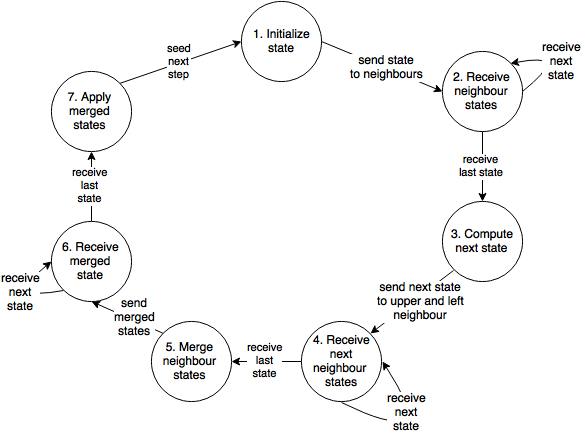 1. Initialize
state
send state
to neighbours
2. Receive
neighbour
states
receive
next
state
receive
last state
3. Compute
next state
send next state
to upper and left
neighbour
4. Receive
next
neighbour
states
receive
next
state
receive
last
state
5. Merge
neighbour
states
send
merged
states
6. Receive
merged
state
receive
next
state
receive
last
state
7. Apply
merged
states
seed
next
step